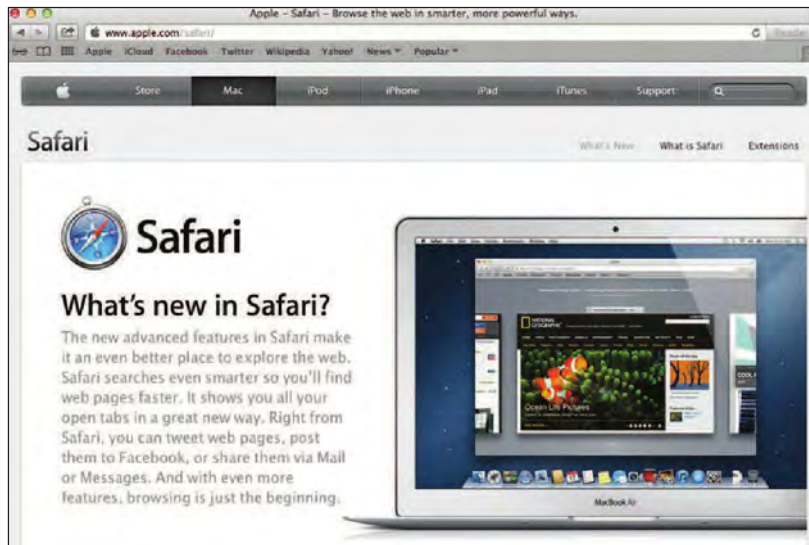 Apple – Safari – Browse the web in smarter, more powerful ways.
www.apple.com/safari/ Reader
Apple iCloud Facebook Twitter Wikipedia Yahoo! News Popular
Store Mac iPod iPhone iPad iTunes Support
Safari What's New What is Safari Extensions
Safari
What's new in Safari?
The new advanced features in Safari make
it an even better place to explore the web.
Safari searches even smarter so you'll find
web pages faster. It shows you all your
open tabs in a great new way. Right from
Safari, you can tweet web pages, post
them to Facebook, or share them via Mail
or Messages. And with even more
features, browsing is just the beginning.
NATIONAL
GEOGRAPHIC
Ocean Life Pictures
MacBook Air